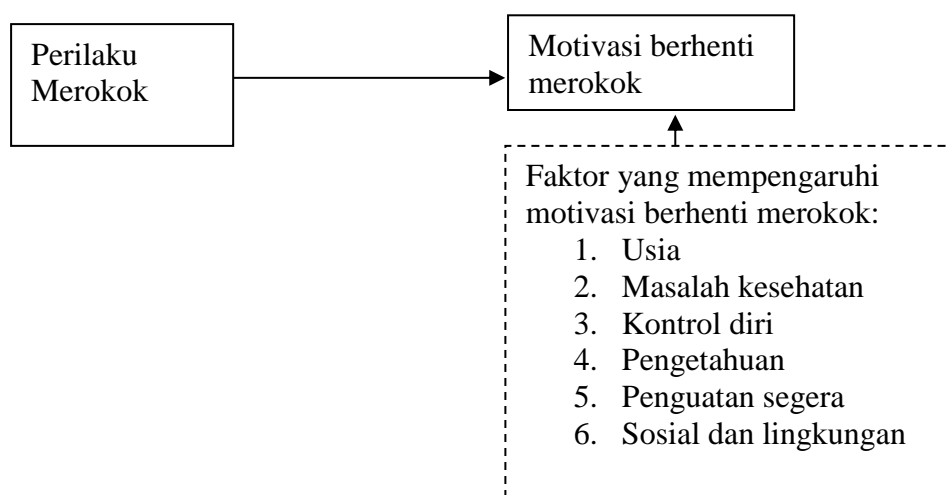 Perilaku
Merokok
Motivasi berhenti
merokok
Faktor yang mempengaruhi
motivasi berhenti merokok:
1. Usia
2. Masalah kesehatan
3. Kontrol diri
4. Pengetahuan
5. Penguatan segera
6. Sosial dan lingkungan